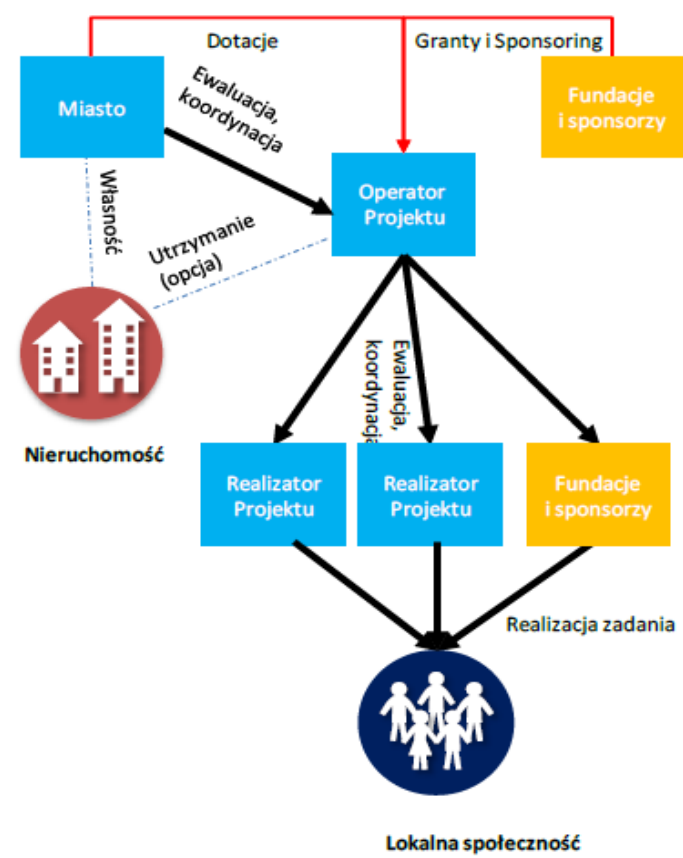 Dotacje
Granty i Sponsoring
Miasto
Ewaluacja,
koordynacja
Fundacje
i sponsorzy
Operator
Projektu
Własność
Utrzymanie
(opcja)
Nieruchomość
Ewaluacja,
koordynacja
Realizator
Projektu
Realizator
Projektu
Fundacje
i sponsorzy
Realizacja zadania
Lokalna społeczność